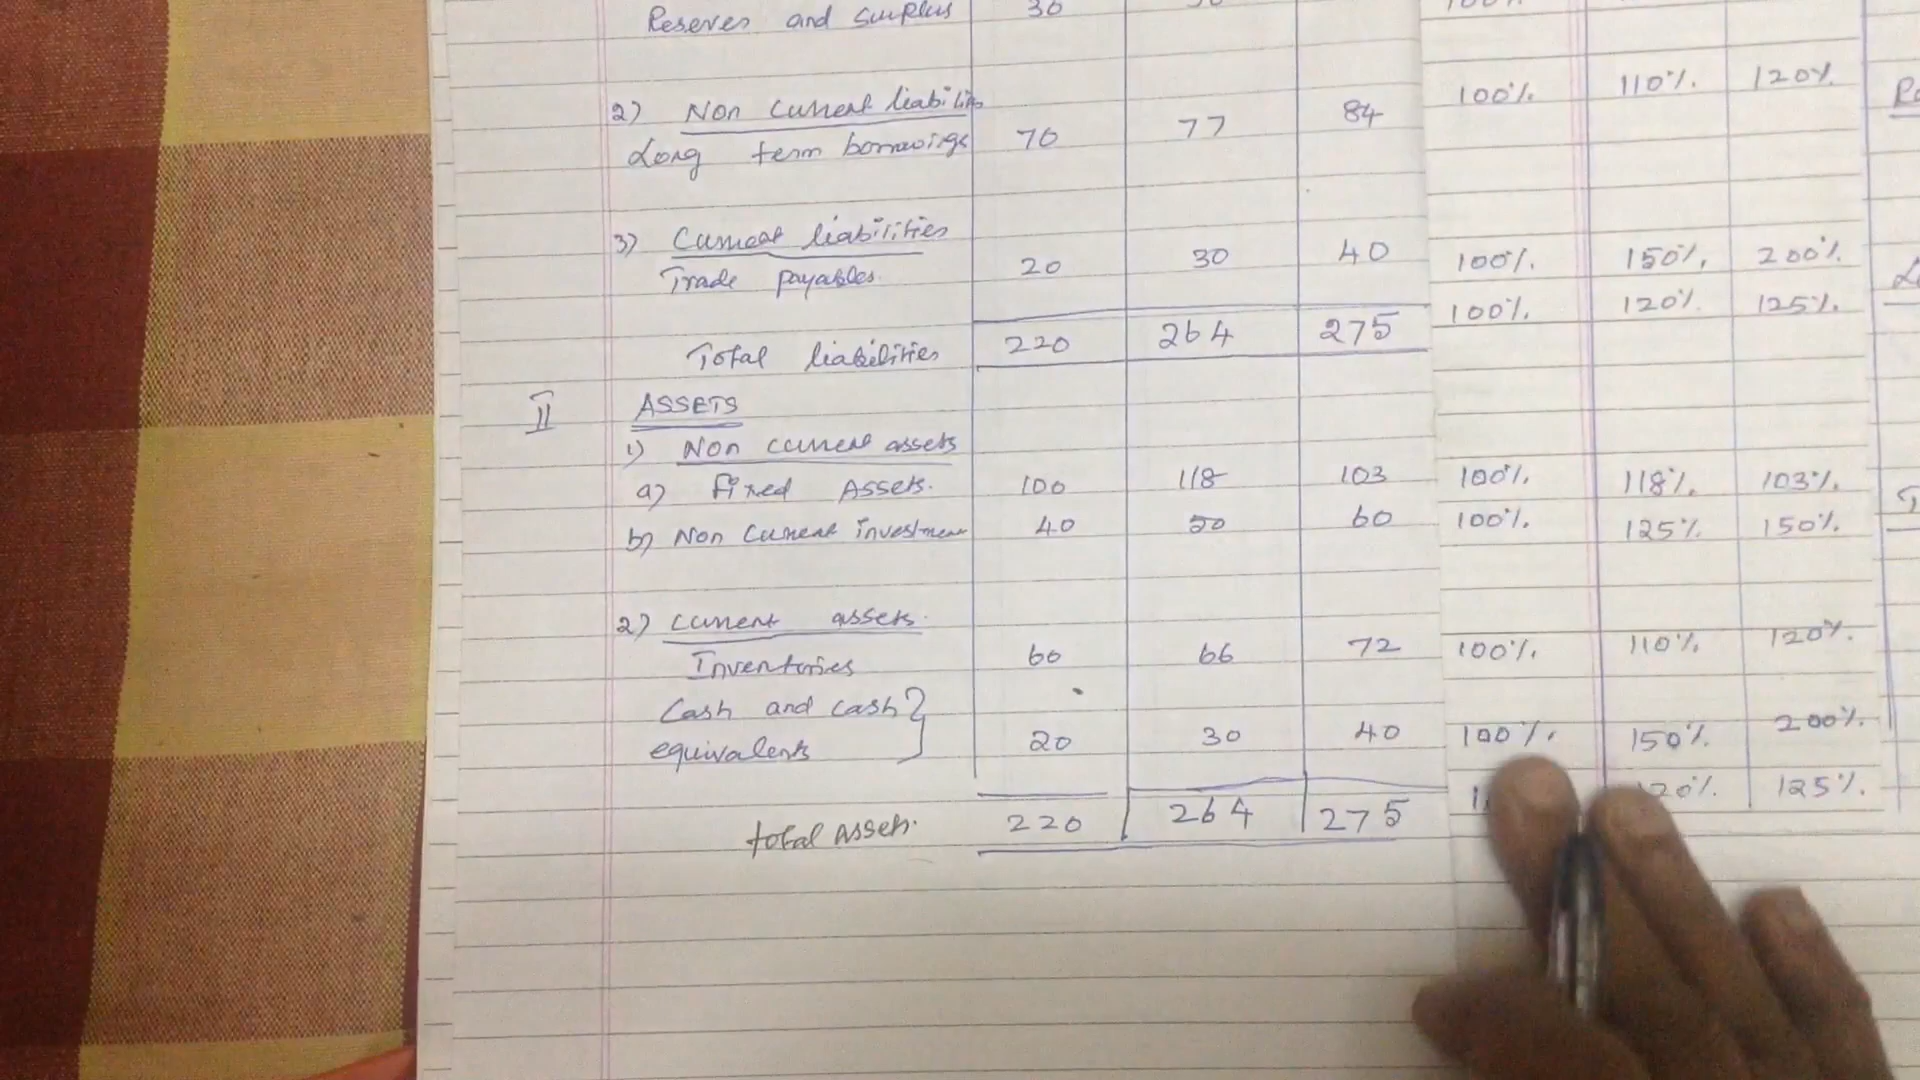 Reserves and Surplus 30
2) Non Current liabilities 100% 110% 120%
Long term borrowings 70 77 84
3) Current liabilities
Trade payables. 20 30 40 100% 150% 200%
100% 120% 125%
Total liabilities 220 264 275
II ASSETS
1) Non current assets
a) Fixed Assets. 100 118 103 100% 118% 103%
b) Non Current investment 40 50 60 100% 125% 150%
2) Current assets.
Inventories 60 66 72 100% 110% 120%
Cash and cash }
equivalents 20 30 40 100% 150% 200%
120% 125%
total assets. 220 264 275